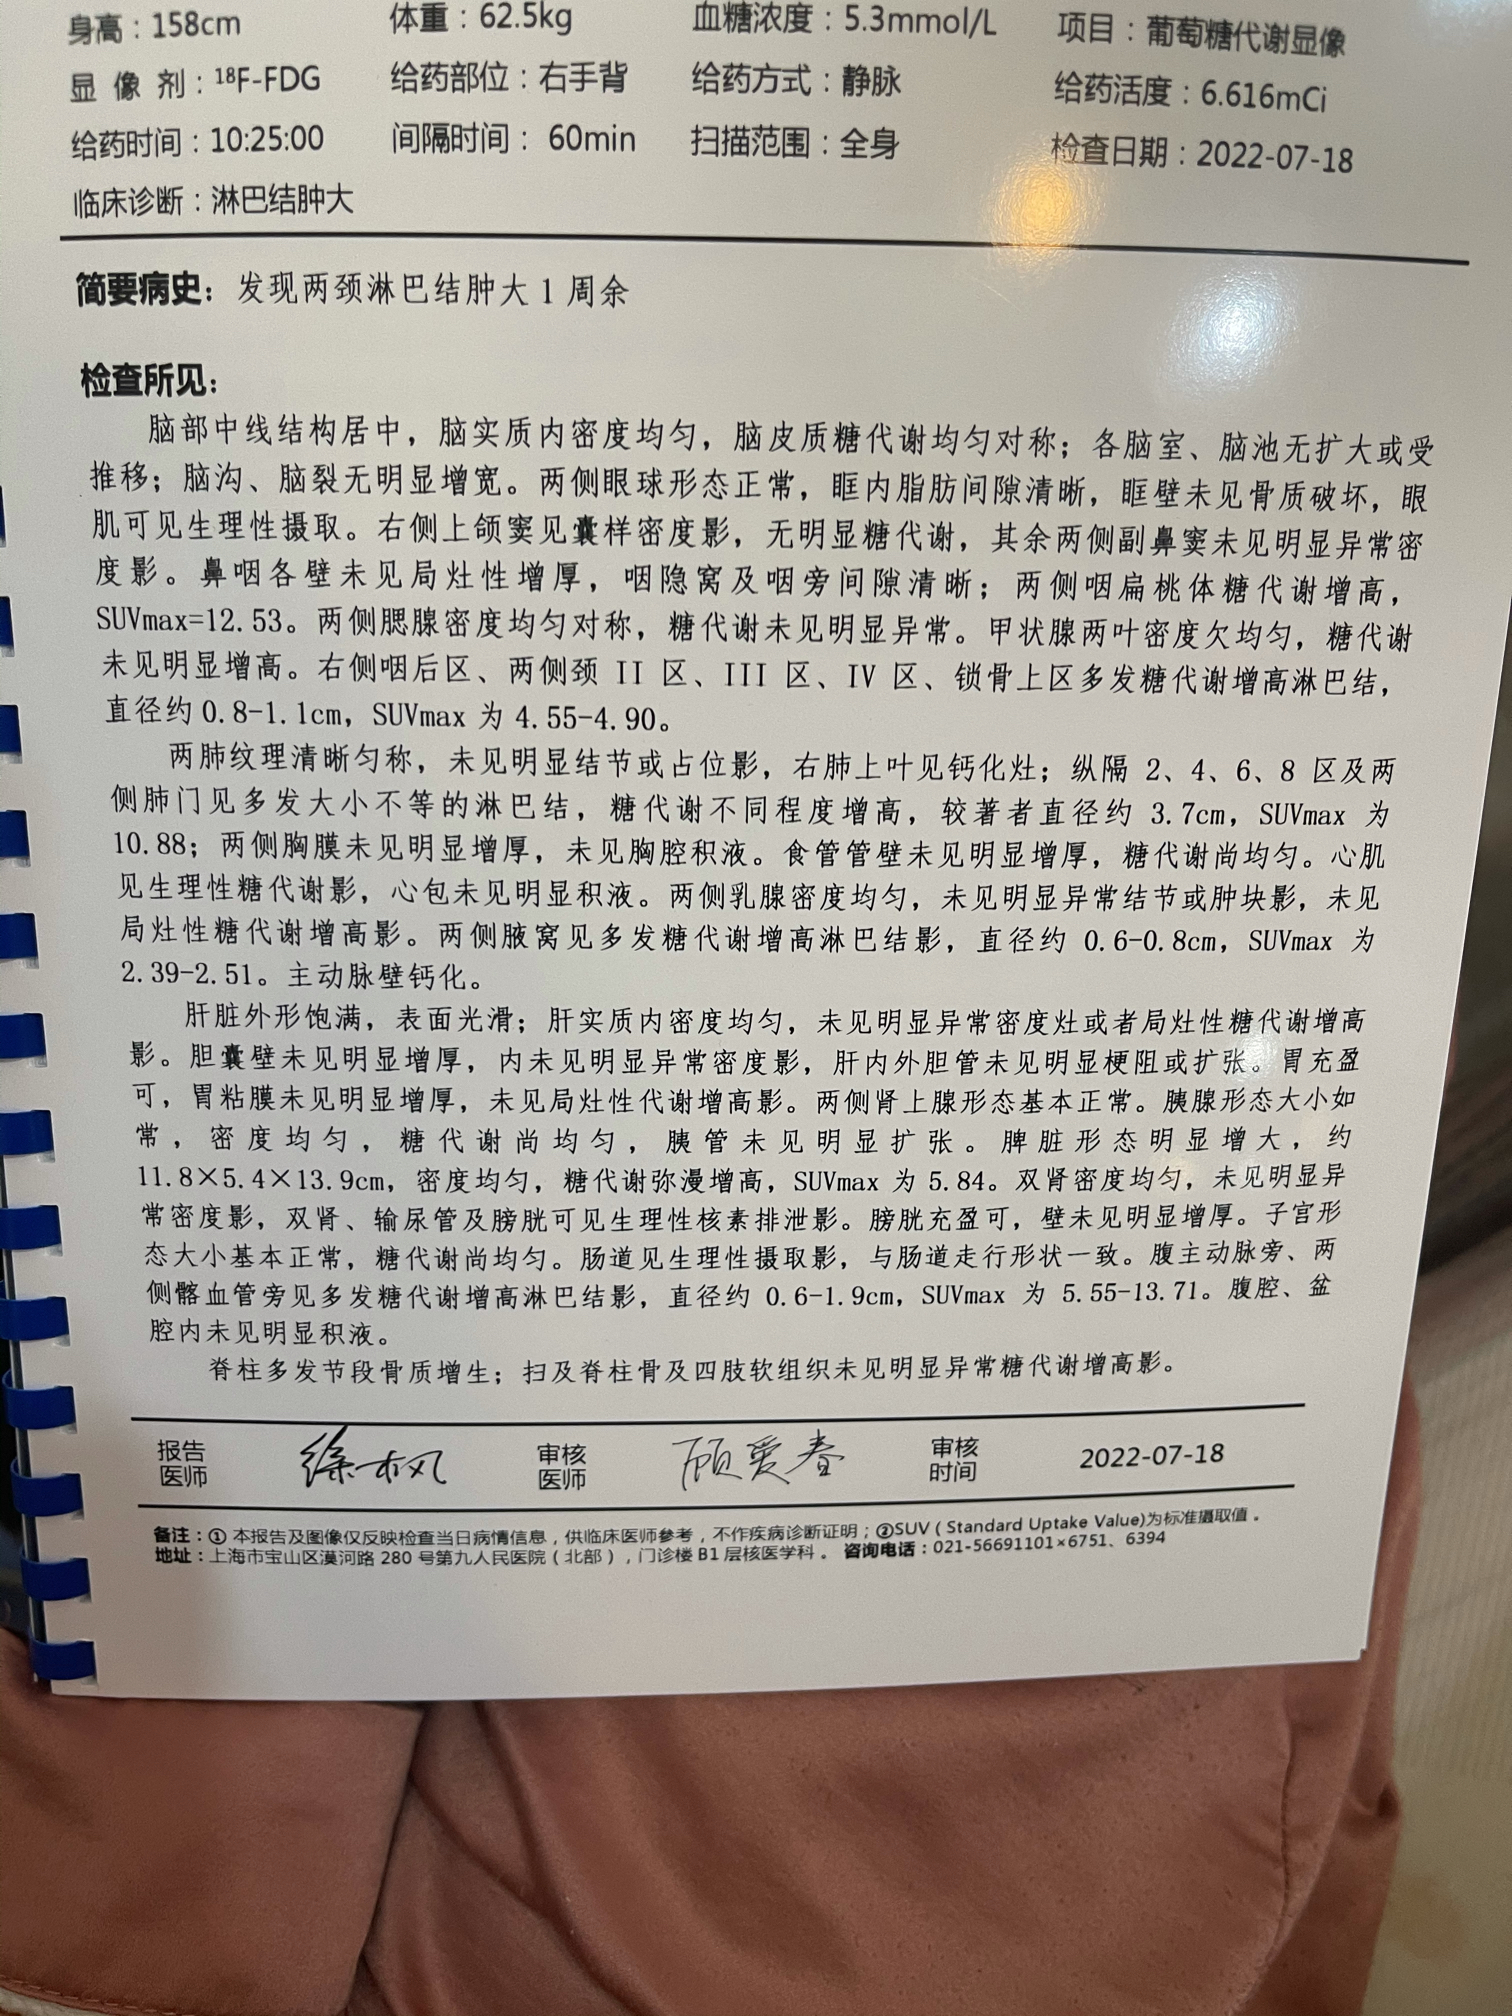 身高：158cm 体重：62.5kg 血糖浓度：5.3mmol/L 项目：葡萄糖代谢显像
显 像 剂：¹⁸F-FDG 给药部位：右手背 给药方式：静脉 给药活度：6.616mCi
给药时间：10:25:00 间隔时间： 60min 扫描范围：全身 检查日期：2022-07-18
临床诊断：淋巴结肿大
简要病史：发现两颈淋巴结肿大 1 周余
检查所见：
脑部中线结构居中，脑实质内密度均匀，脑皮质糖代谢均匀对称；各脑室、脑池无扩大或受
推移；脑沟、脑裂无明显增宽。两侧眼球形态正常，眶内脂肪间隙清晰，眶壁未见骨质破坏，眼
肌可见生理性摄取。右侧上颌窦见囊样密度影，无明显糖代谢，其余两侧副鼻窦未见明显异常密
度影。鼻咽各壁未见局灶性增厚，咽隐窝及咽旁间隙清晰；两侧咽扁桃体糖代谢增高，
SUVmax=12.53。两侧腮腺密度均匀对称，糖代谢未见明显异常。甲状腺两叶密度欠均匀，糖代谢
未见明显增高。右侧咽后区、两侧颈 II 区、III 区、IV 区、锁骨上区多发糖代谢增高淋巴结，
直径约 0.8-1.1cm，SUVmax 为 4.55-4.90。
两肺纹理清晰匀称，未见明显结节或占位影，右肺上叶见钙化灶；纵隔 2、4、6、8 区及两
侧肺门见多发大小不等的淋巴结，糖代谢不同程度增高，较著者直径约 3.7cm，SUVmax 为
10.88；两侧胸膜未见明显增厚，未见胸腔积液。食管管壁未见明显增厚，糖代谢尚均匀。心肌
见生理性糖代谢影，心包未见明显积液。两侧乳腺密度均匀，未见明显异常结节或肿块影，未见
局灶性糖代谢增高影。两侧腋窝见多发糖代谢增高淋巴结影，直径约 0.6-0.8cm，SUVmax 为
2.39-2.51。主动脉壁钙化。
肝脏外形饱满，表面光滑；肝实质内密度均匀，未见明显异常密度灶或者局灶性糖代谢增高
影。胆囊壁未见明显增厚，内未见明显异常密度影，肝内外胆管未见明显梗阻或扩张。胃充盈
可，胃粘膜未见明显增厚，未见局灶性代谢增高影。两侧肾上腺形态基本正常。胰腺形态大小如
常，密度均匀，糖代谢尚均匀，胰管未见明显扩张。脾脏形态明显增大，约
11.8×5.4×13.9cm，密度均匀，糖代谢弥漫增高，SUVmax 为 5.84。双肾密度均匀，未见明显异
常密度影，双肾、输尿管及膀胱可见生理性核素排泄影。膀胱充盈可，壁未见明显增厚。子宫形
态大小基本正常，糖代谢尚均匀。肠道见生理性摄取影，与肠道走行形状一致。腹主动脉旁、两
侧髂血管旁见多发糖代谢增高淋巴结影，直径约 0.6-1.9cm，SUVmax 为 5.55-13.71。腹腔、盆
腔内未见明显积液。
脊柱多发节段骨质增生；扫及脊柱骨及四肢软组织未见明显异常糖代谢增高影。
报告医师 徐 枫 审核医师 顾爱春 审核时间 2022-07-18
备注：① 本报告及图像仅反映检查当日病情信息，供临床医师参考，不作疾病诊断证明；②SUV（Standard Uptake Value)为标准摄取值。
地址：上海市宝山区漠河路 280 号第九人民医院（北部），门诊楼 B1 层核医学科 。 咨询电话：021-56691101×6751、6394